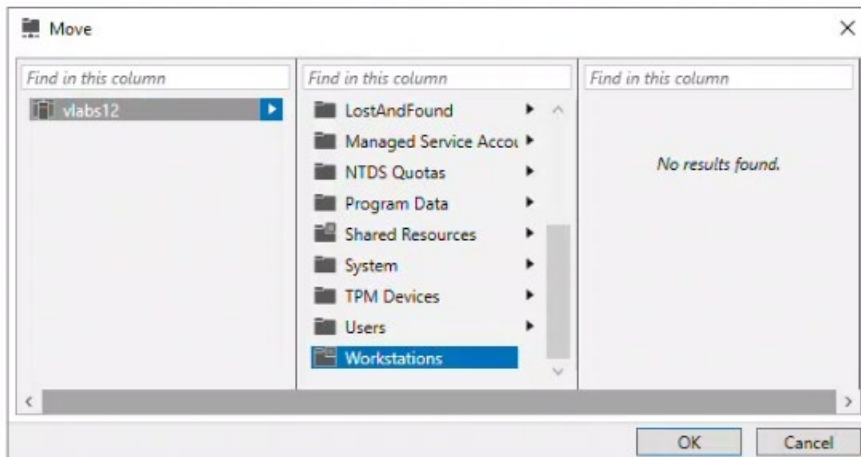 Move
Find in this column
vlabs12
Find in this column
LostAndFound
Managed Service Accou
NTDS Quotas
Program Data
Shared Resources
System
TPM Devices
Users
Workstations
Find in this column
No results found.
OK
Cancel